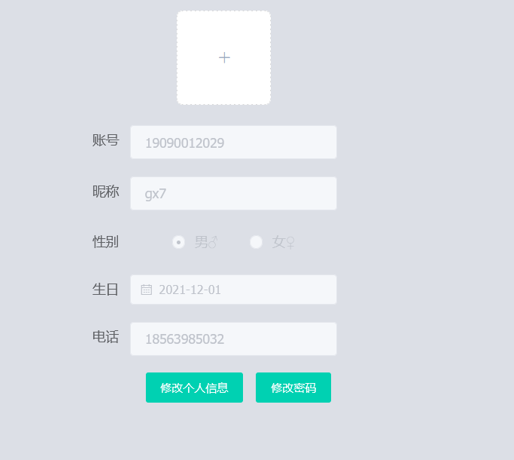 账号 19090012029
昵称 gx7
性别 男♂ 女♀
生日 2021-12-01
电话 18563985032
修改个人信息 修改密码